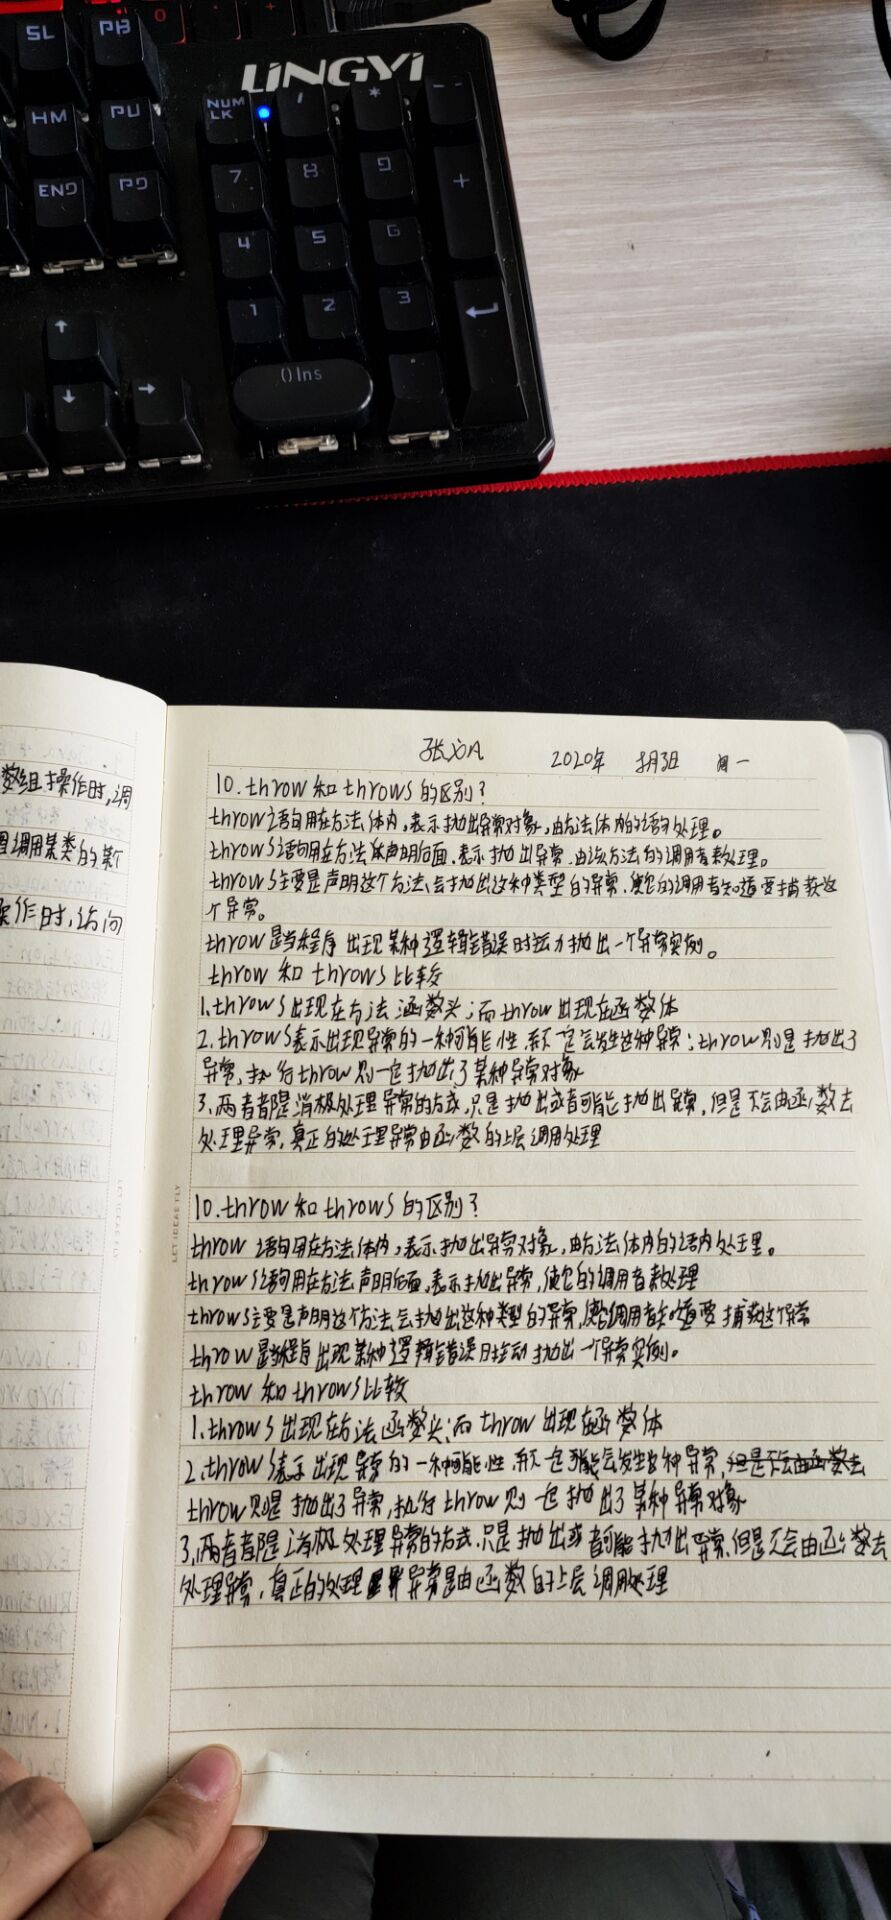 SL
PB
O
LINGYI
NUM LK
/
*
--
HM
PU
7
8
9
+
END
PD
4
5
6
1
2
3
↑
↓
→
()Ins
.
2020年 8月3日 周一
数组操作时,调
调用某类的某个
操作时,访问
10.throw和throws的区别?
throw语句用在方法体内,表示抛出异常对象,由方法体内的语句处理。
throws语句用在方法体声明后面,表示抛出异常,由该方法的调用者来处理。
throws主要是声明这个方法会抛出这种类型的异常,使它的调用者知道要捕获这
个异常。
throw是当程序出现某种逻辑错误时主动抛出一个异常实例。
throw 和 throws比较
1.throws出现在方法函数头;而throw出现在函数体
2.throws表示出现异常的一种可能性,并不一定会发生这种异常;throw则是抛出了
异常,执行throw则一定抛出了某种异常对象
3.两者都是消极处理异常的方式,只是抛出或者可能抛出异常,但是不会由函数去
处理异常,真正的处理异常由函数的上层调用处理
LET IDEAS FLY
10.throw和throws的区别?
throw语句用在方法体内,表示抛出异常对象,由方法体内的语句处理。
throws语句用在方法声明后面,表示抛出异常,使它的调用者来处理
throws主要是声明这个方法会抛出这种类型的异常,使它调用者知道要捕获这个异常
throw是当程序出现某种逻辑错误时主动抛出一个异常实例。
throw 和 throws比较
1.throws出现在方法函数头;而throw出现在函数体
2.throws表示出现异常的一种可能性,并不一定可能会发生各种异常,但是不会由函数去
throw则是抛出了异常,执行throw则一定抛出了某种异常对象
3.两者都是消极处理异常的方式,只是抛出或者可能抛出异常,但是不会由函数去
处理异常,真正的处理异常是由函数的上层调用处理